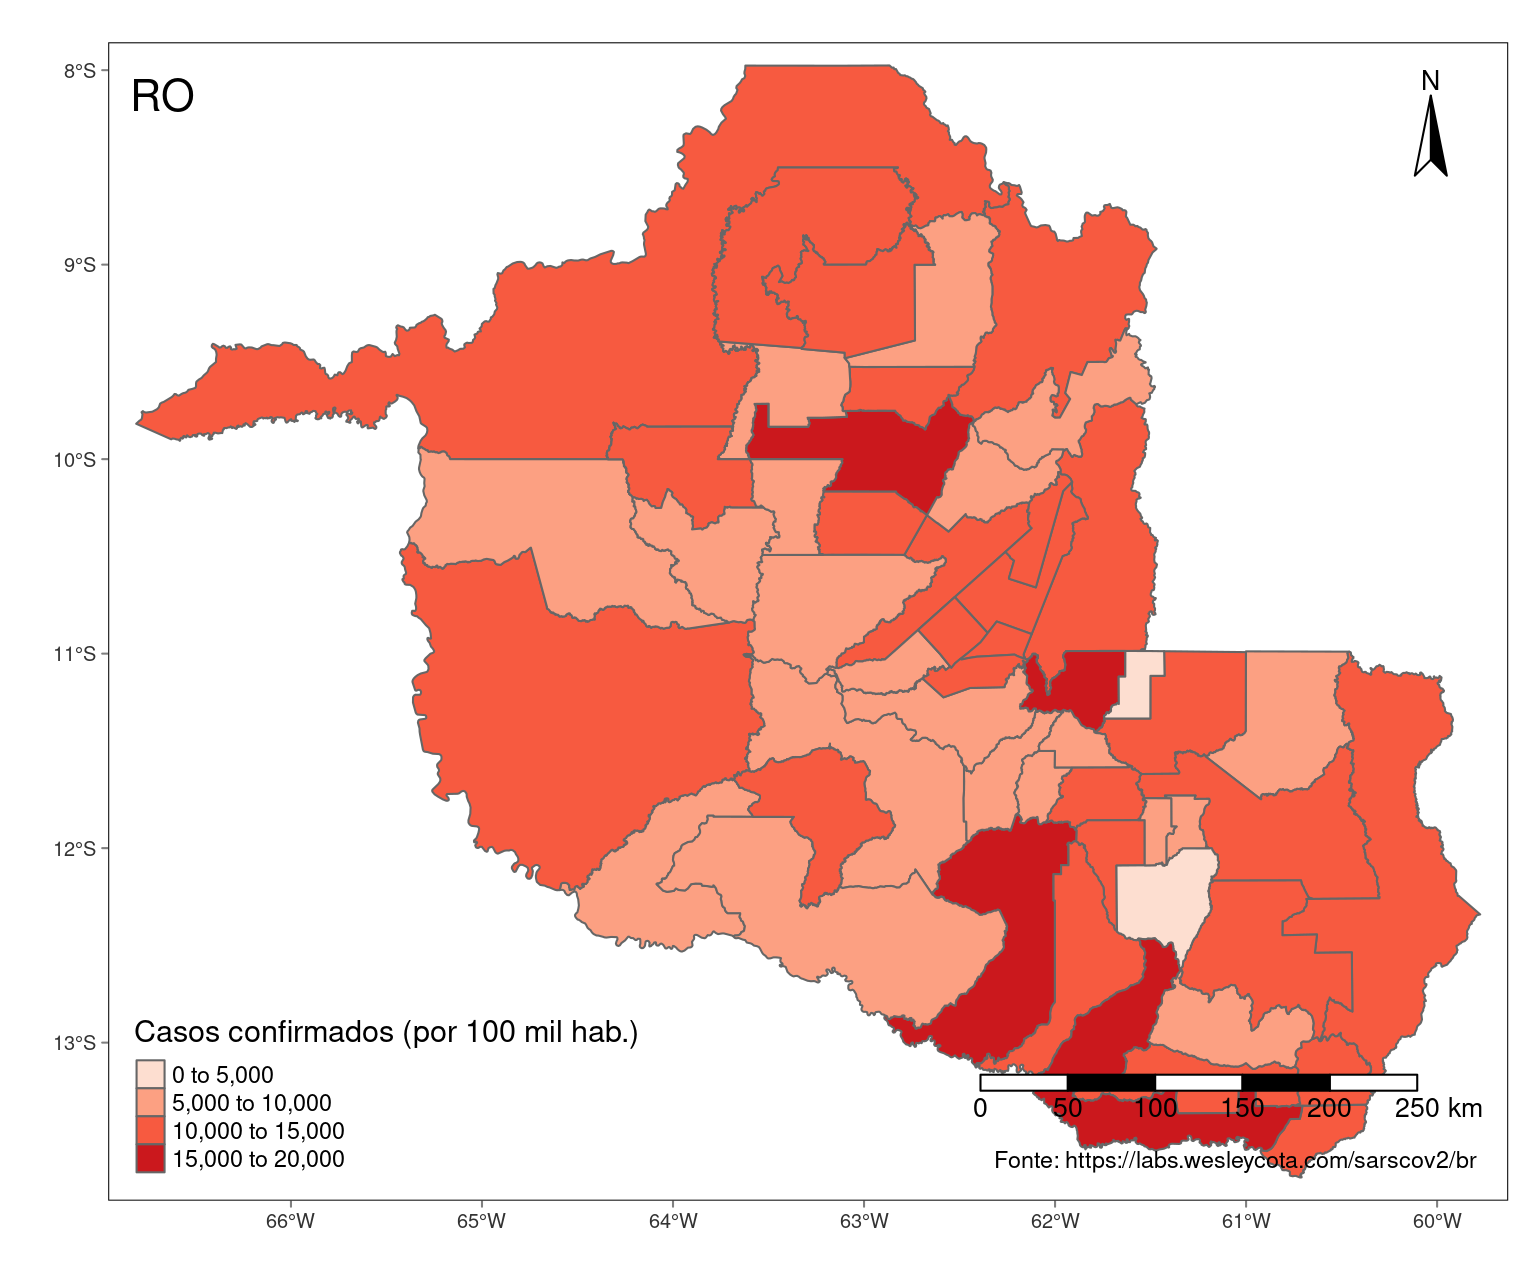 RO
N
8°S
9°S
10°S
11°S
12°S
13°S
Casos confirmados (por 100 mil hab.)
0 to 5,000
5,000 to 10,000
10,000 to 15,000
15,000 to 20,000
0 50 100 150 200 250 km
Fonte: https://labs.wesleycota.com/sarscov2/br
66°W 65°W 64°W 63°W 62°W 61°W 60°W